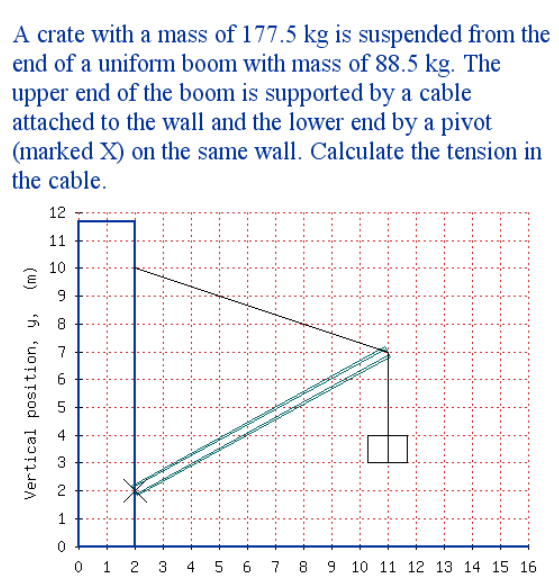 A crate with a mass of 177.5 kg is suspended from the
end of a uniform boom with mass of 88.5 kg. The
upper end of the boom is supported by a cable
attached to the wall and the lower end by a pivot
(marked X) on the same wall. Calculate the tension in
the cable.
12
11
10
9
8
7
6
5
4
3
2
1
0
Vertical position, y, (m)
0 1 2 3 4 5 6 7 8 9 10 11 12 13 14 15 16